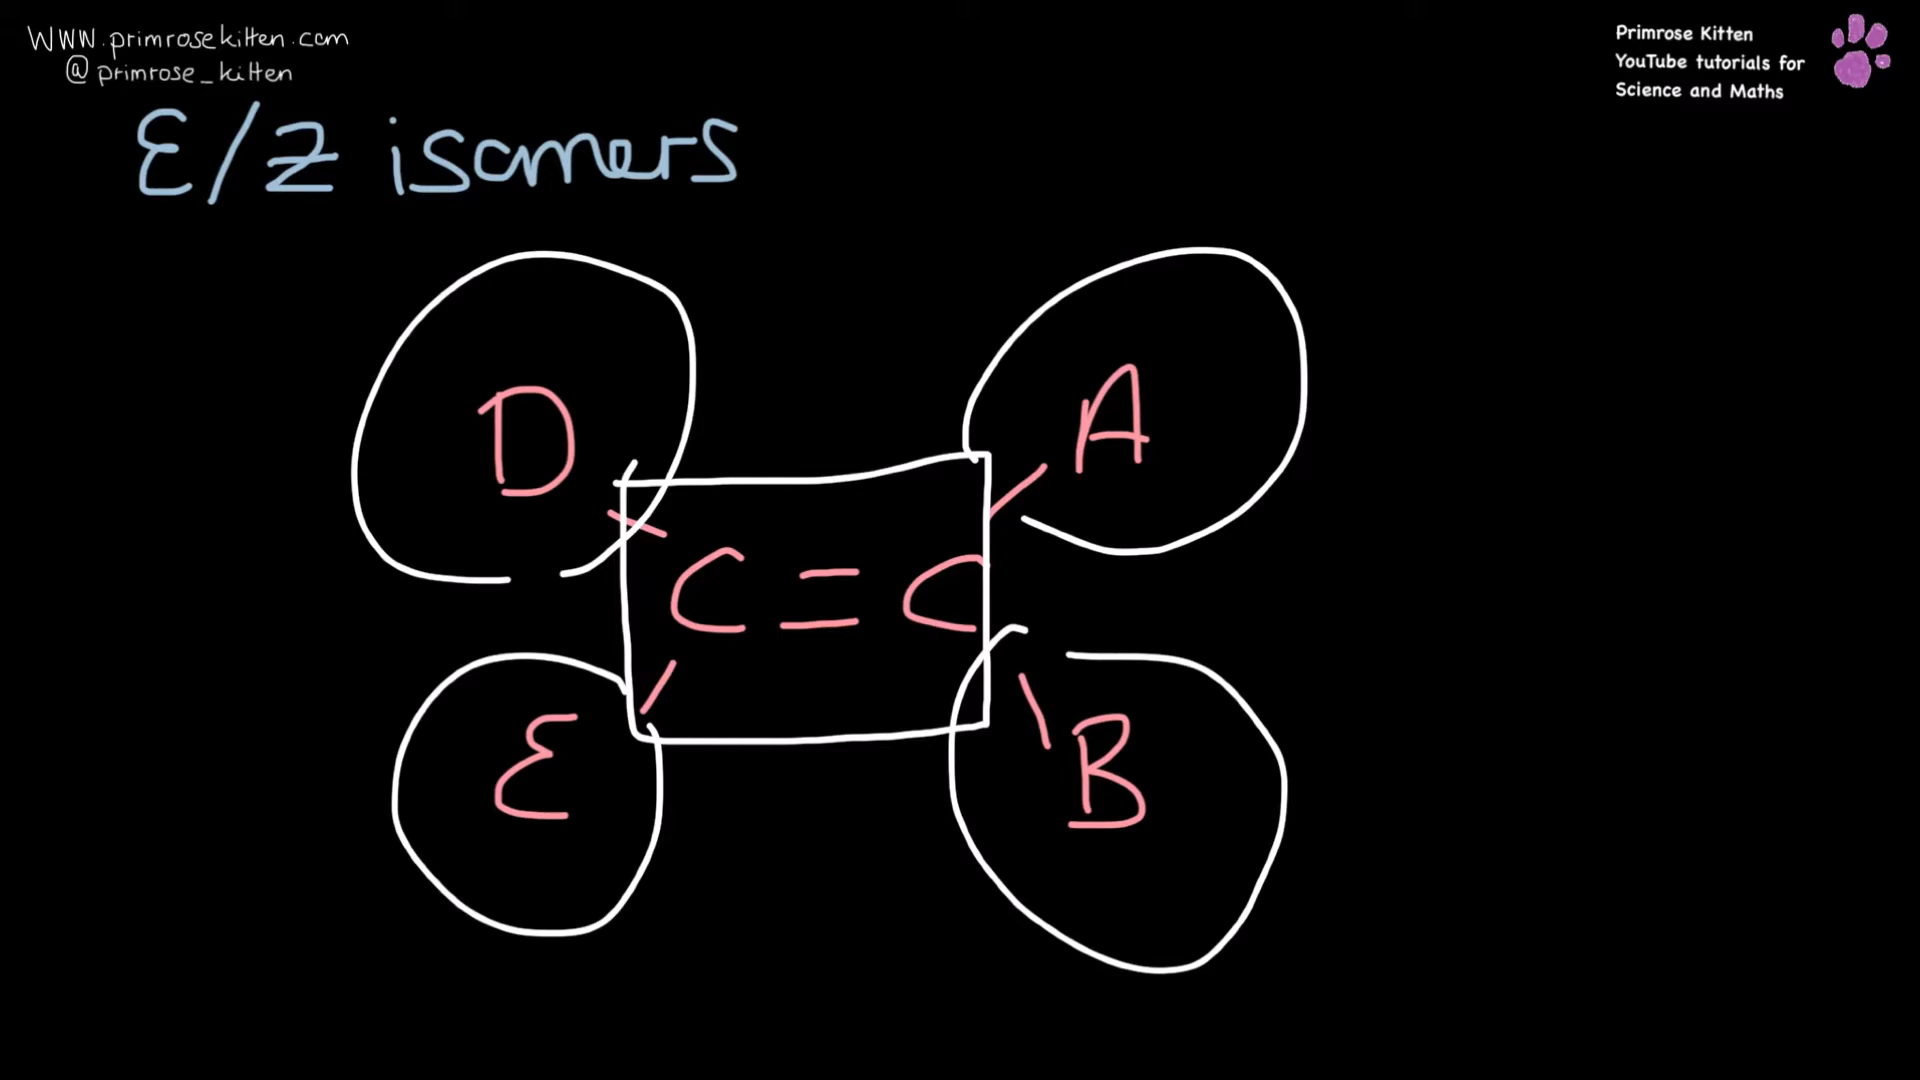 WWW.primrosekitten.com
@primrose_kitten
Primrose Kitten
YouTube tutorials for
Science and Maths
E/Z isomers
D A
C = C
E B